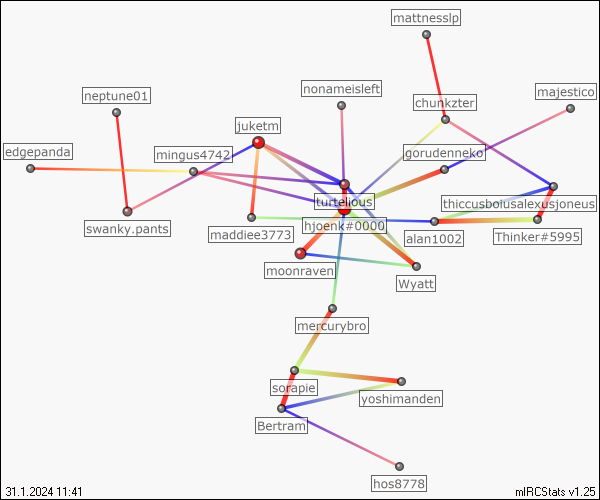 mattnesslp
nonameisleft
majestico
neptune01
chunkzter
juketm
edgepanda
mingus4742
gorudenneko
turtelious
thiccusboiusalexusjoneus
swanky.pants
maddiee3773
hjoenk#0000
alan1002
Thinker#5995
moonraven
Wyatt
mercurybro
sorapie
yoshimanden
Bertram
hos8778
31.1.2024 11:41
mIRCStats v1.25